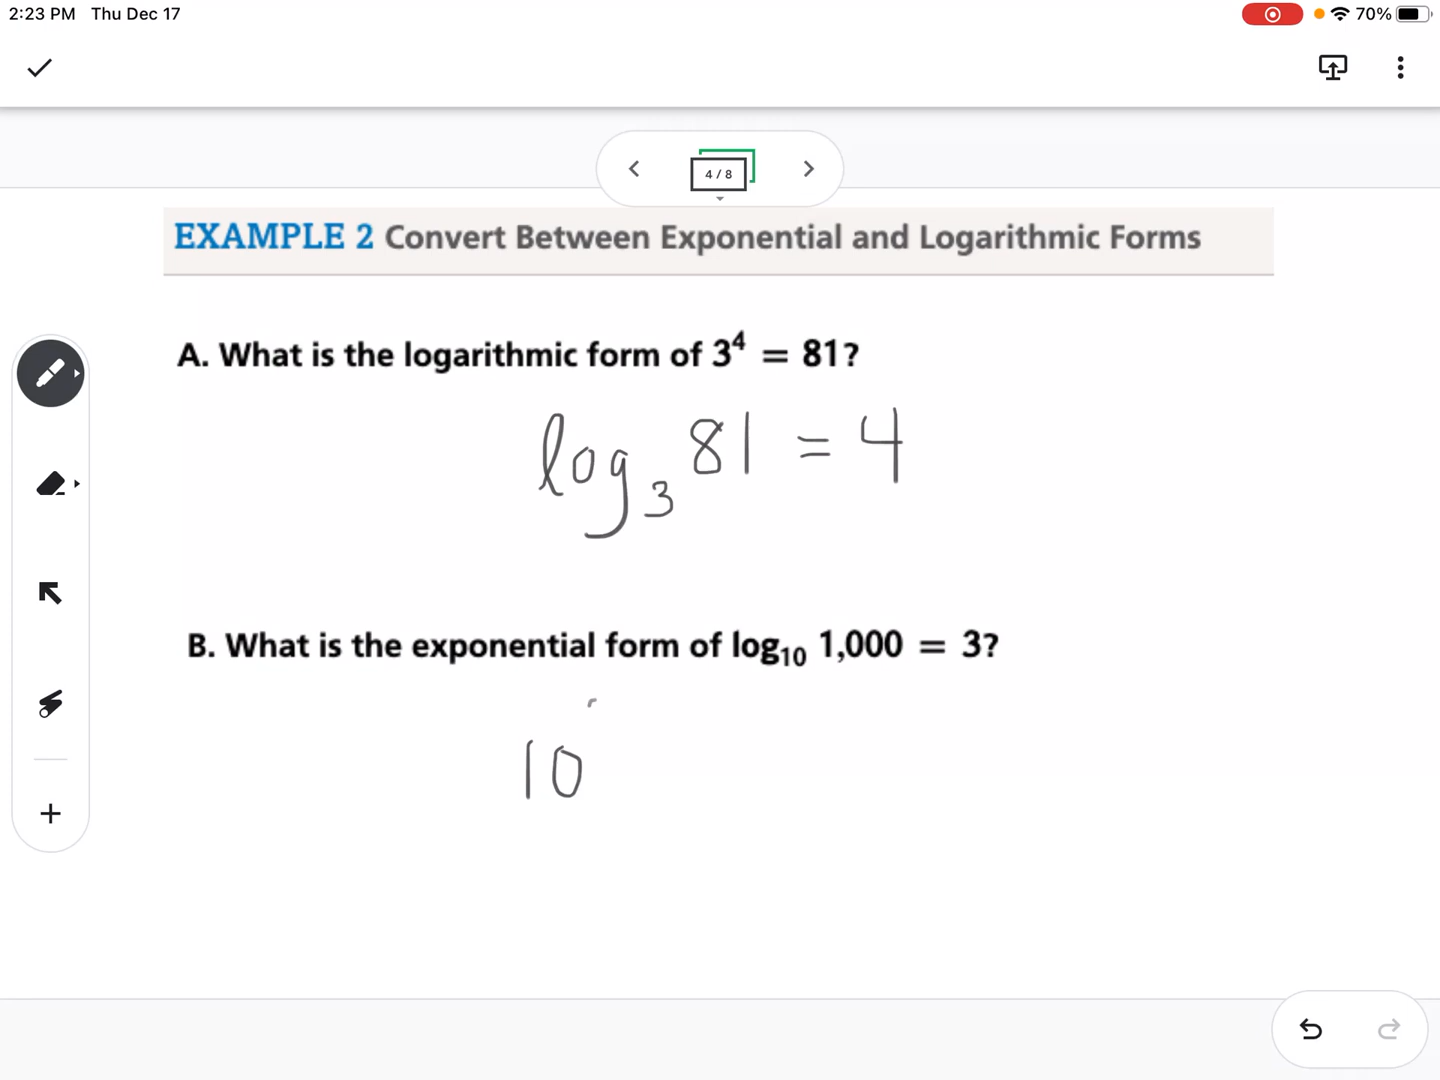 2:23 PM Thu Dec 17
70%
4 / 8
EXAMPLE 2 Convert Between Exponential and Logarithmic Forms
A. What is the logarithmic form of 3⁴ = 81?
log₃ 81 = 4
B. What is the exponential form of log₁₀ 1,000 = 3?
10